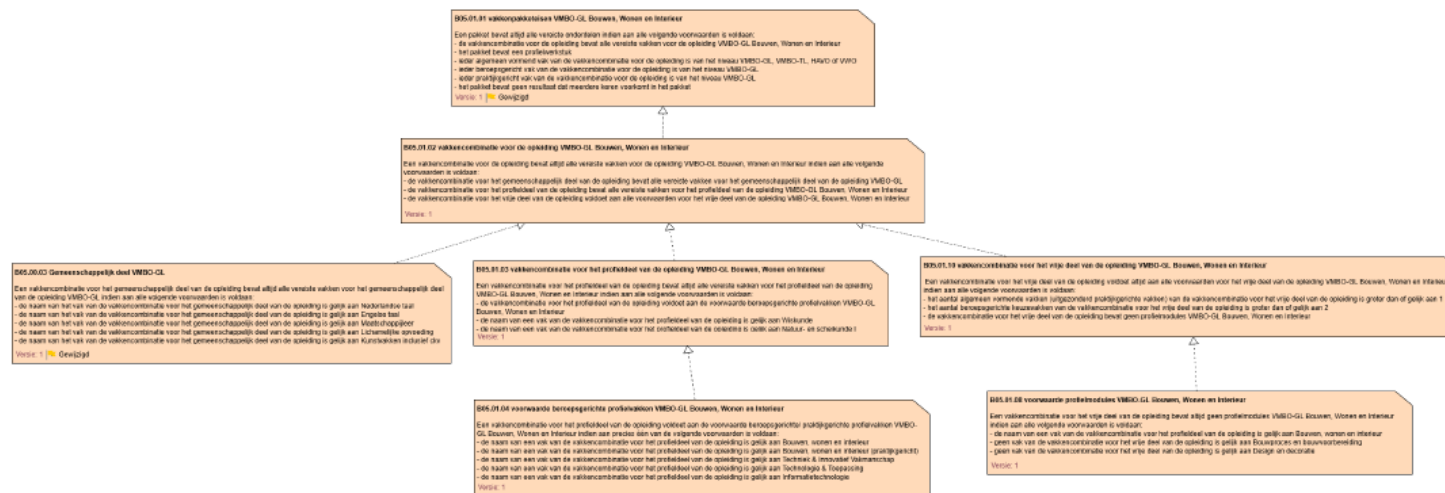 B05.01.01 vakkenpakketeisen VMBO-GL Bouwen, Wonen en Interieur
Een pakket bevat altijd alle vereiste onderdelen indien aan alle volgende voorwaarden is voldaan:
- de vakkencombinatie voor de opleiding bevat alle vereiste vakken voor de opleiding VMBO-GL Bouwen, Wonen en Interieur
- het pakket bevat een profielwerkstuk
- ieder algemeen vormend vak van de vakkencombinatie voor de opleiding is van het niveau VMBO-GL, VMBO-TL, HAVO of VWO
- ieder beroepsgericht vak van de vakkencombinatie voor de opleiding is van het niveau VMBO-GL
- ieder praktijkgericht vak van de vakkencombinatie voor de opleiding is van het niveau VMBO-GL
- het pakket bevat geen resultaat dat meerdere keren voorkomt in het pakket
Versie: 1 Gewijzigd
B05.01.02 vakkencombinatie voor de opleiding VMBO-GL Bouwen, Wonen en Interieur
Een vakkencombinatie voor de opleiding bevat altijd alle vereiste vakken voor de opleiding VMBO-GL Bouwen, Wonen en Interieur indien aan alle volgende
voorwaarden is voldaan:
- de vakkencombinatie voor het gemeenschappelijk deel van de opleiding bevat alle vereiste vakken voor het gemeenschappelijk deel van de opleiding VMBO-GL
- de vakkencombinatie voor het profieldeel van de opleiding bevat alle vereiste vakken voor het profieldeel van de opleiding VMBO-GL Bouwen, Wonen en Interieur
- de vakkencombinatie voor het vrije deel van de opleiding voldoet aan alle voorwaarden voor het vrije deel van de opleiding VMBO-GL Bouwen, Wonen en Interieur
Versie: 1
B05.00.03 Gemeenschappelijk deel VMBO-GL
Een vakkencombinatie voor het gemeenschappelijk deel van de opleiding bevat altijd alle vereiste vakken voor het gemeenschappelijk deel
van de opleiding VMBO-GL indien aan alle volgende voorwaarden is voldaan:
- de naam van het vak van de vakkencombinatie voor het gemeenschappelijk deel van de opleiding is gelijk aan Nederlandse taal
- de naam van het vak van de vakkencombinatie voor het gemeenschappelijk deel van de opleiding is gelijk aan Engelse taal
- de naam van het vak van de vakkencombinatie voor het gemeenschappelijk deel van de opleiding is gelijk aan Maatschappijleer
- de naam van het vak van de vakkencombinatie voor het gemeenschappelijk deel van de opleiding is gelijk aan Lichamelijke opvoeding
- de naam van het vak van de vakkencombinatie voor het gemeenschappelijk deel van de opleiding is gelijk aan Kunstvakken inclusief ckv
Versie: 1 Gewijzigd
B05.01.03 vakkencombinatie voor het profieldeel van de opleiding VMBO-GL Bouwen, Wonen en Interieur
Een vakkencombinatie voor het profieldeel van de opleiding bevat altijd alle vereiste vakken voor het profieldeel van de opleiding
VMBO-GL Bouwen, Wonen en Interieur indien aan alle volgende voorwaarden is voldaan:
- de vakkencombinatie voor het profieldeel van de opleiding voldoet aan de voorwaarde beroepsgerichte profielvakken VMBO-GL
Bouwen, Wonen en Interieur
- de naam van een vak van de vakkencombinatie voor het profieldeel van de opleiding is gelijk aan Wiskunde
- de naam van een vak van de vakkencombinatie voor het profieldeel van de opleiding is gelijk aan Natuur- en scheikunde I
Versie: 1
B05.01.10 vakkencombinatie voor het vrije deel van de opleiding VMBO-GL Bouwen, Wonen en Interieur
Een vakkencombinatie voor het vrije deel van de opleiding voldoet aan alle voorwaarden voor het vrije deel van de opleiding VMBO-GL Bouwen, Wonen en Interieur
indien aan alle volgende voorwaarden is voldaan:
- het aantal algemeen vormende vakken (uitgezonderd praktijkgerichte vakken) van de vakkencombinatie voor het vrije deel van de opleiding is groter dan of gelijk aan 1
- het aantal beroepsgerichte keuzevakken van de vakkencombinatie voor het vrije deel van de opleiding is groter dan of gelijk aan 2
- de vakkencombinatie voor het vrije deel van de opleiding bevat geen profielmodules VMBO-GL Bouwen, Wonen en Interieur
Versie: 1
B05.01.04 voorwaarde beroepsgerichte profielvakken VMBO-GL Bouwen, Wonen en Interieur
Een vakkencombinatie voor het profieldeel van de opleiding voldoet aan de voorwaarde beroepsgerichte praktijkgerichte profielvakken VMBO-
GL Bouwen, Wonen en Interieur indien aan precies één van de volgende voorwaarden is voldaan:
- de naam van een vak van de vakkencombinatie voor het profieldeel van de opleiding is gelijk aan Bouwen, wonen en interieur
- de naam van een vak van de vakkencombinatie voor het profieldeel van de opleiding is gelijk aan Bouwen, wonen en interieur (praktijkgericht)
- de naam van een vak van de vakkencombinatie voor het profieldeel van de opleiding is gelijk aan Techniek & Innovatief Vakmanschap
- de naam van een vak van de vakkencombinatie voor het profieldeel van de opleiding is gelijk aan Technologie & Toepassing
- de naam van een vak van de vakkencombinatie voor het profieldeel van de opleiding is gelijk aan Informatietechnologie
Versie: 1
B05.01.08 voorwaarde profielmodules VMBO-GL Bouwen, Wonen en Interieur
Een vakkencombinatie voor het vrije deel van de opleiding bevat altijd geen profielmodules VMBO-GL Bouwen, Wonen en Interieur
indien aan alle volgende voorwaarden is voldaan:
- de naam van een vak van de vakkencombinatie voor het profieldeel van de opleiding is gelijk aan Bouwen, wonen en interieur
- geen vak van de vakkencombinatie voor het vrije deel van de opleiding is gelijk aan Bouwproces en bouwvoorbereiding
- geen vak van de vakkencombinatie voor het vrije deel van de opleiding is gelijk aan Design en decoratie
Versie: 1